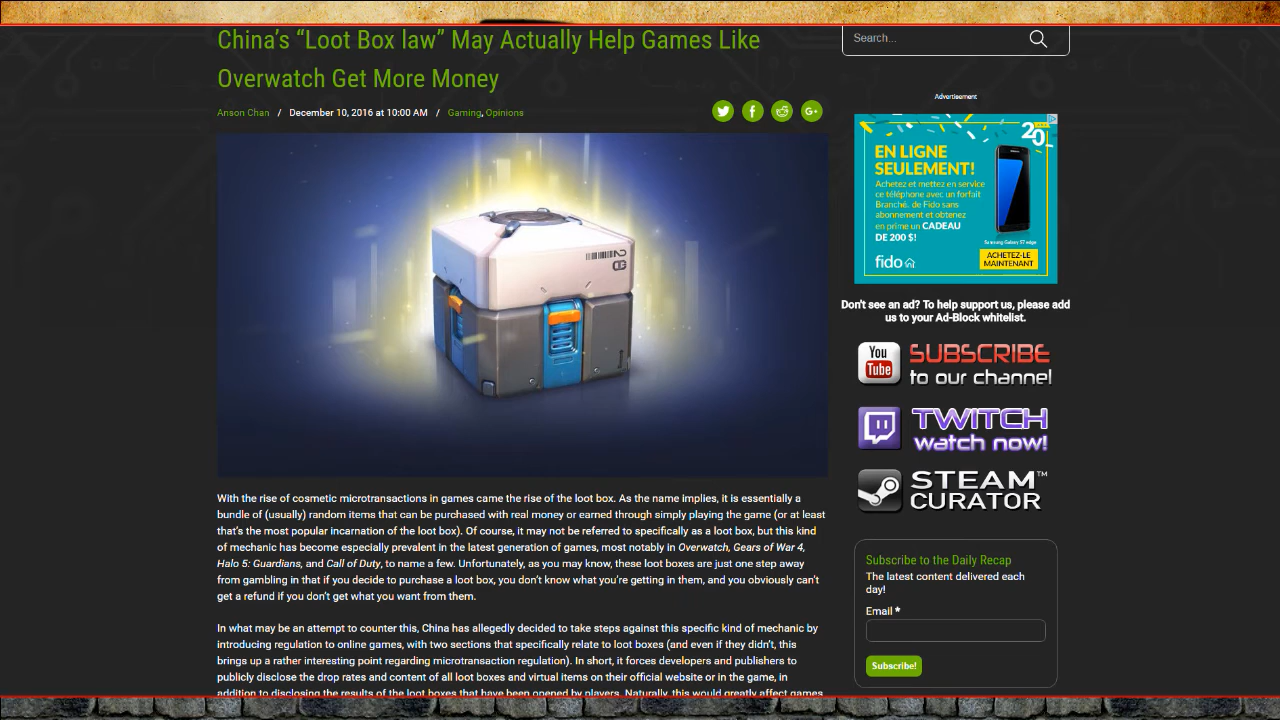 China's “Loot Box law” May Actually Help Games Like
Overwatch Get More Money
Anson Chan / December 10, 2016 at 10:00 AM / Gaming, Opinions
With the rise of cosmetic microtransactions in games came the rise of the loot box. As the name implies, it is essentially a
bundle of (usually) random items that can be purchased with real money or earned through simply playing the game (or at least
that's the most popular incarnation of the loot box). Of course, it may not be referred to specifically as a loot box, but this kind
of mechanic has become especially prevalent in the latest generation of games, most notably in Overwatch, Gears of War 4,
Halo 5: Guardians, and Call of Duty, to name a few. Unfortunately, as you may know, these loot boxes are just one step away
from gambling in that if you decide to purchase a loot box, you don't know what you're getting in them, and you obviously can't
get a refund if you don't get what you want from them.
In what may be an attempt to counter this, China has allegedly decided to take steps against this specific kind of mechanic by
introducing regulation to online games, with two sections that specifically relate to loot boxes (and even if they didn't, this
brings up a rather interesting point regarding microtransaction regulation). In short, it forces developers and publishers to
publicly disclose the drop rates and content of all loot boxes and virtual items on their official website or in the game, in
addition to disclosing the results of the loot boxes that have been opened by players. Naturally, this would greatly affect games
Search...
Advertisement
20
EN LIGNE
SEULEMENT!
Achetez et mettez en service
ce téléphone avec un forfait
Branché. de Fido sans
abonnement et obtenez
en prime un CADEAU
DE 200 $!
Samsung Galaxy S7 edge
fido
ACHETEZ-LE
MAINTENANT
Don't see an ad? To help support us, please add
us to your Ad-Block whitelist.
You
Tube
SUBSCRIBE
to our channel
TWITCH
watch now!
STEAM™
CURATOR
Subscribe to the Daily Recap
The latest content delivered each
day!
Email *
Subscribe!